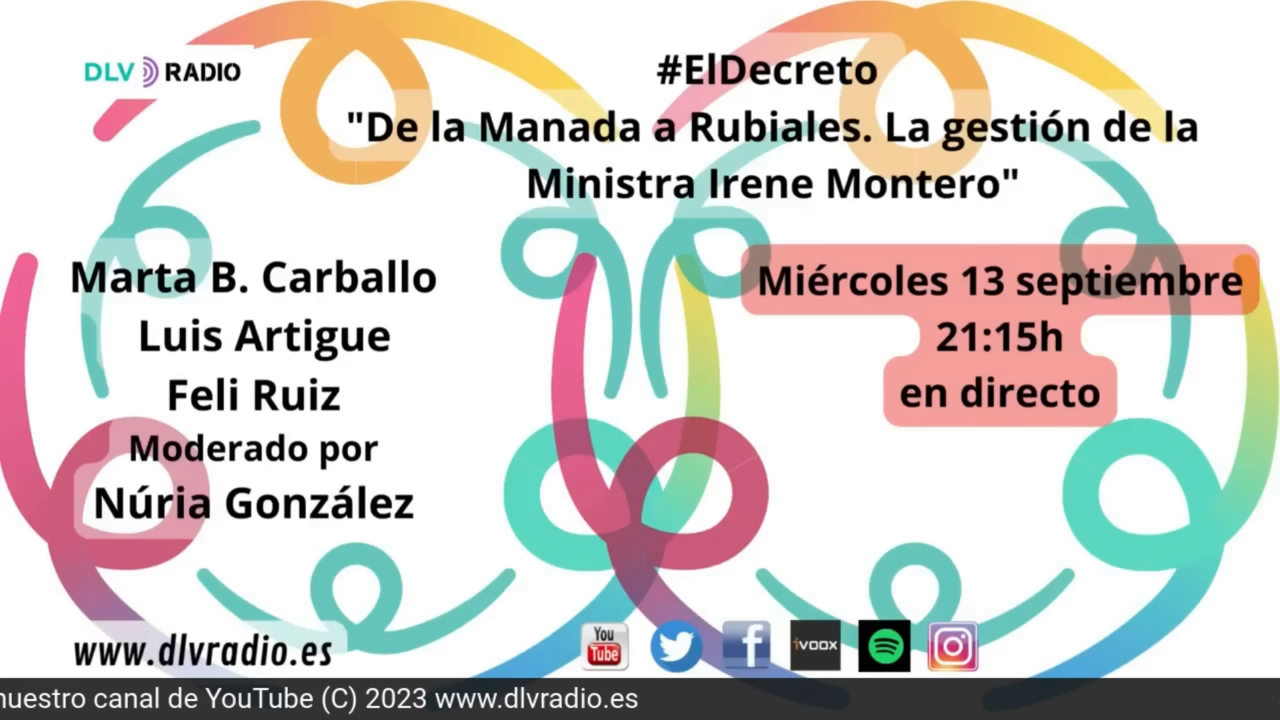 DLV RADIO
#ElDecreto
"De la Manada a Rubiales. La gestión de la
Ministra Irene Montero"
Marta B. Carballo
Luis Artigue
Feli Ruiz
Moderado por
Núria González
Miércoles 13 septiembre
21:15h
en directo
www.dlvradio.es
You Tube
f
iVOOX
nuestro canal de YouTube (C) 2023 www.dlvradio.es